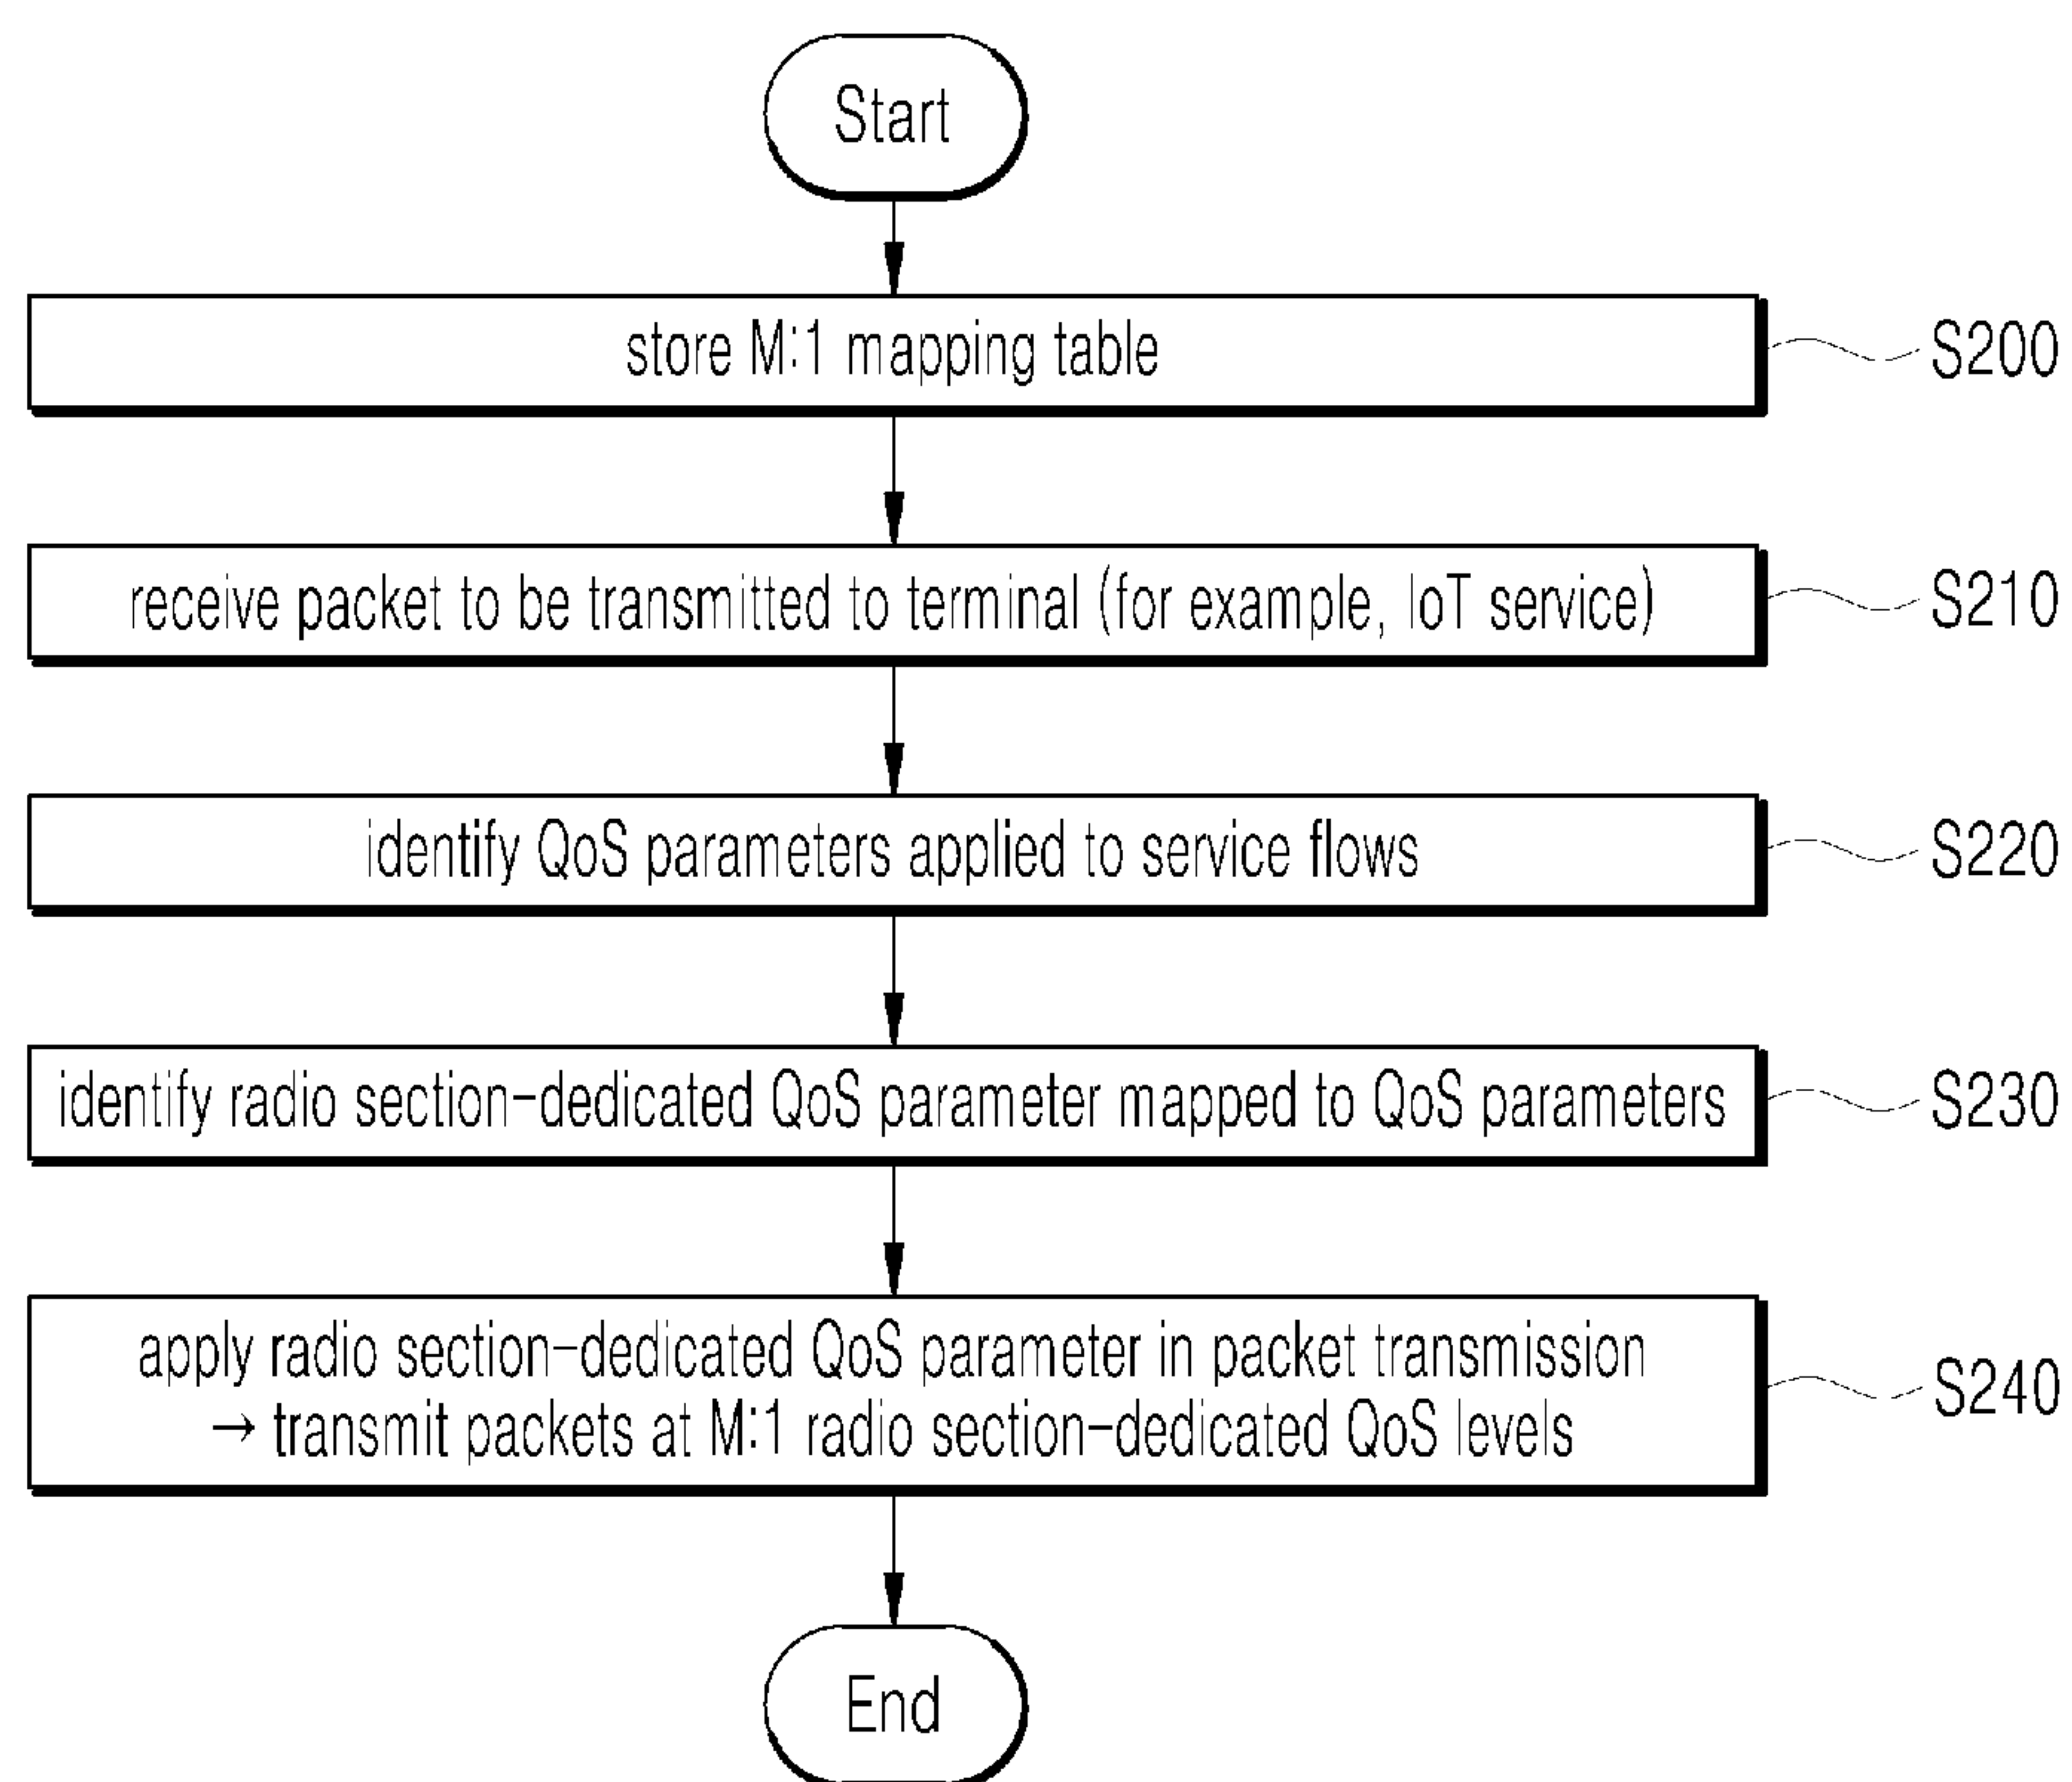 Start
store M:1 mapping table
S200
receive packet to be transmitted to terminal (for example, IoT service)
S210
identify QoS parameters applied to service flows
S220
identify radio section-dedicated QoS parameter mapped to QoS parameters
S230
apply radio section-dedicated QoS parameter in packet transmission
→ transmit packets at M:1 radio section-dedicated QoS levels
S240
End